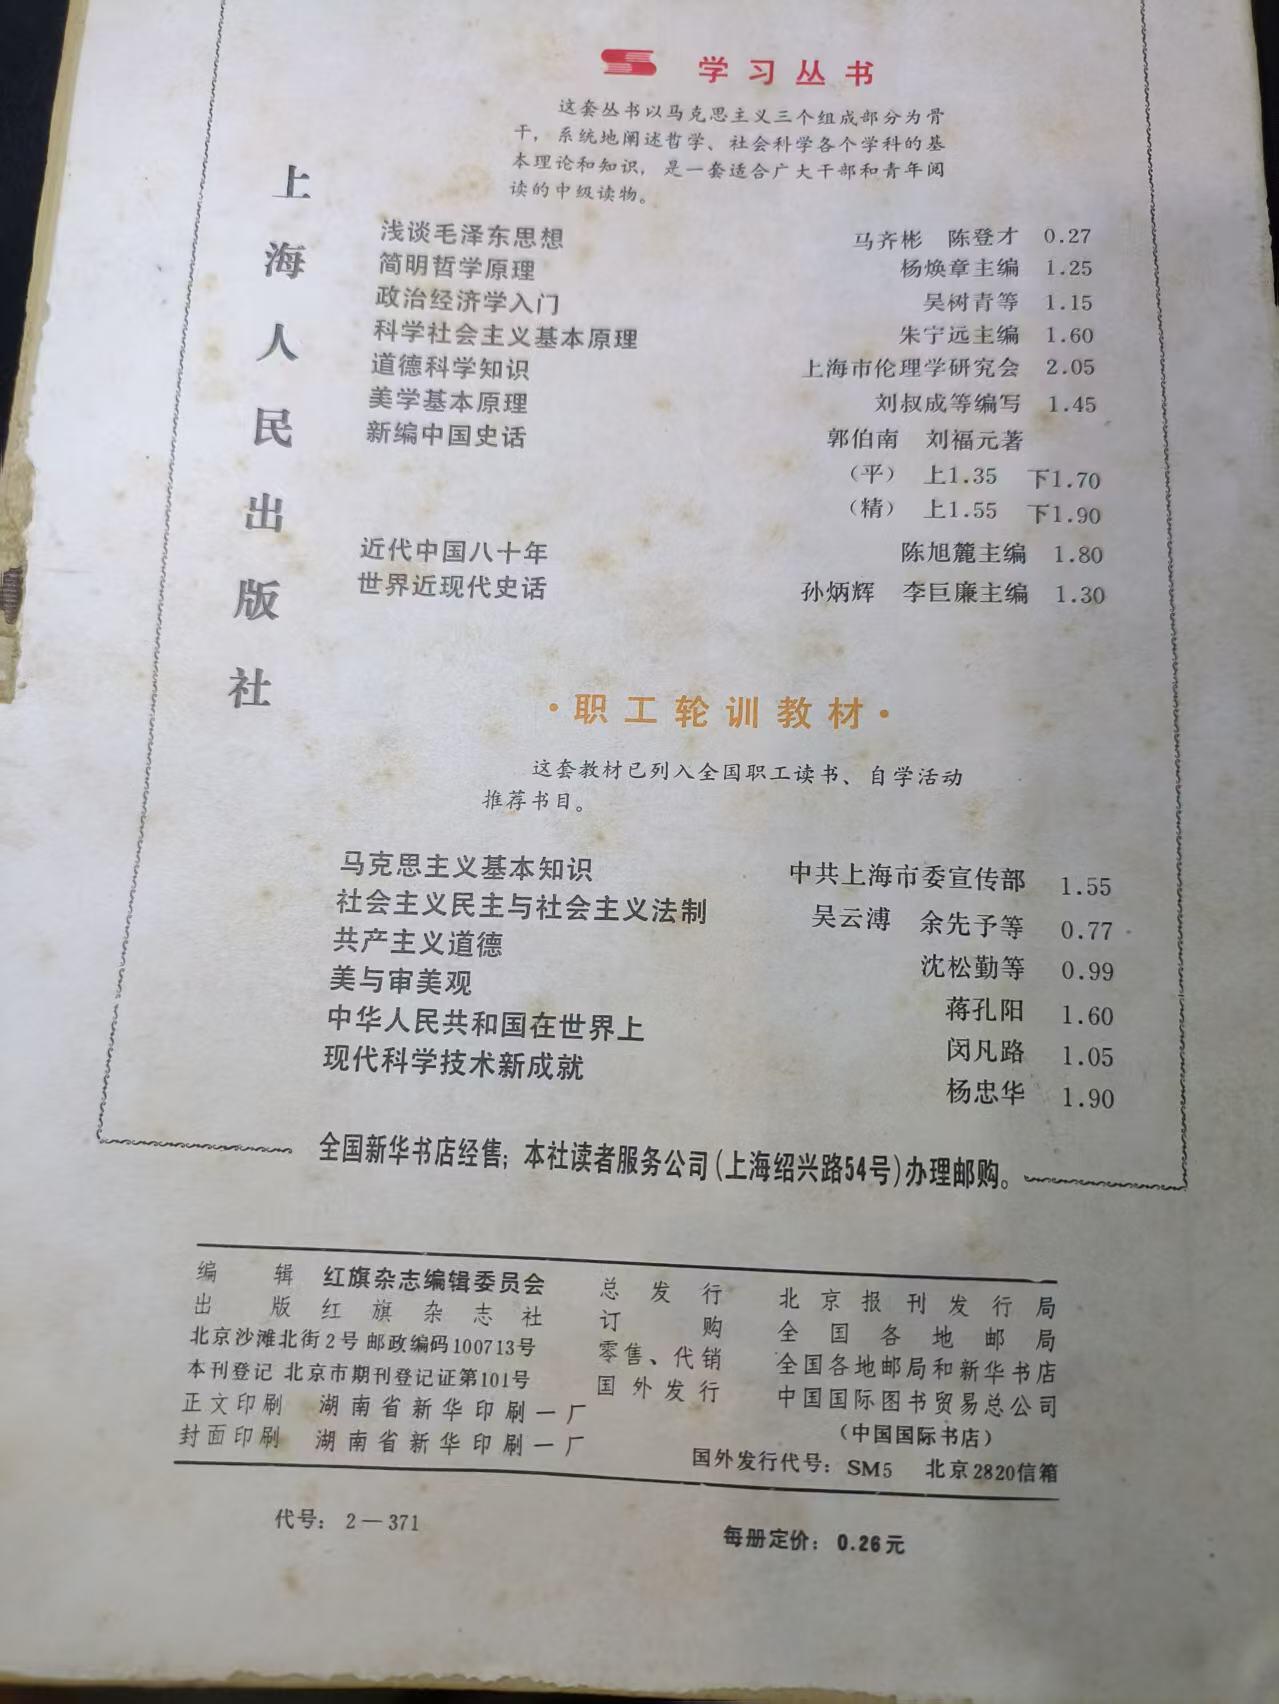 学习丛书
这套丛书以马克思主义三个组成部分为骨
干，系统地阐述哲学、社会科学各个学科的基
本理论和知识，是一套适合广大干部和青年阅
读的中级读物。
上海人民出版社
浅谈毛泽东思想 马齐彬 陈登才 0.27
简明哲学原理 杨焕章主编 1.25
政治经济学入门 吴树青等 1.15
科学社会主义基本原理 朱宁远主编 1.60
道德科学知识 上海市伦理学研究会 2.05
美学基本原理 刘叔成等编写 1.45
新编中国史话 郭伯南 刘福元著
（平） 上1.35 下1.70
（精） 上1.55 下1.90
近代中国八十年 陈旭麓主编 1.80
世界近现代史话 孙炳辉 李巨廉主编 1.30
·职工轮训教材·
这套教材已列入全国职工读书、自学活动
推荐书目。
马克思主义基本知识 中共上海市委宣传部 1.55
社会主义民主与社会主义法制 吴云溥 余先予等 0.77
共产主义道德 沈松勤等 0.99
美与审美观 蒋孔阳 1.60
中华人民共和国在世界上 闵凡路 1.05
现代科学技术新成就 杨忠华 1.90
全国新华书店经售；本社读者服务公司（上海绍兴路54号）办理邮购。
编辑 红旗杂志编辑委员会
出版 红旗杂志社
北京沙滩北街2号 邮政编码100713号
本刊登记 北京市期刊登记证第101号
正文印刷 湖南省新华印刷一厂
封面印刷 湖南省新华印刷一厂
总发行 北京报刊发行局
订购 全国各地邮局
零售、代销 全国各地邮局和新华书店
国外发行 中国国际图书贸易总公司
（中国国际书店）
国外发行代号：SM5 北京2820信箱
代号：2—371
每册定价：0.26元